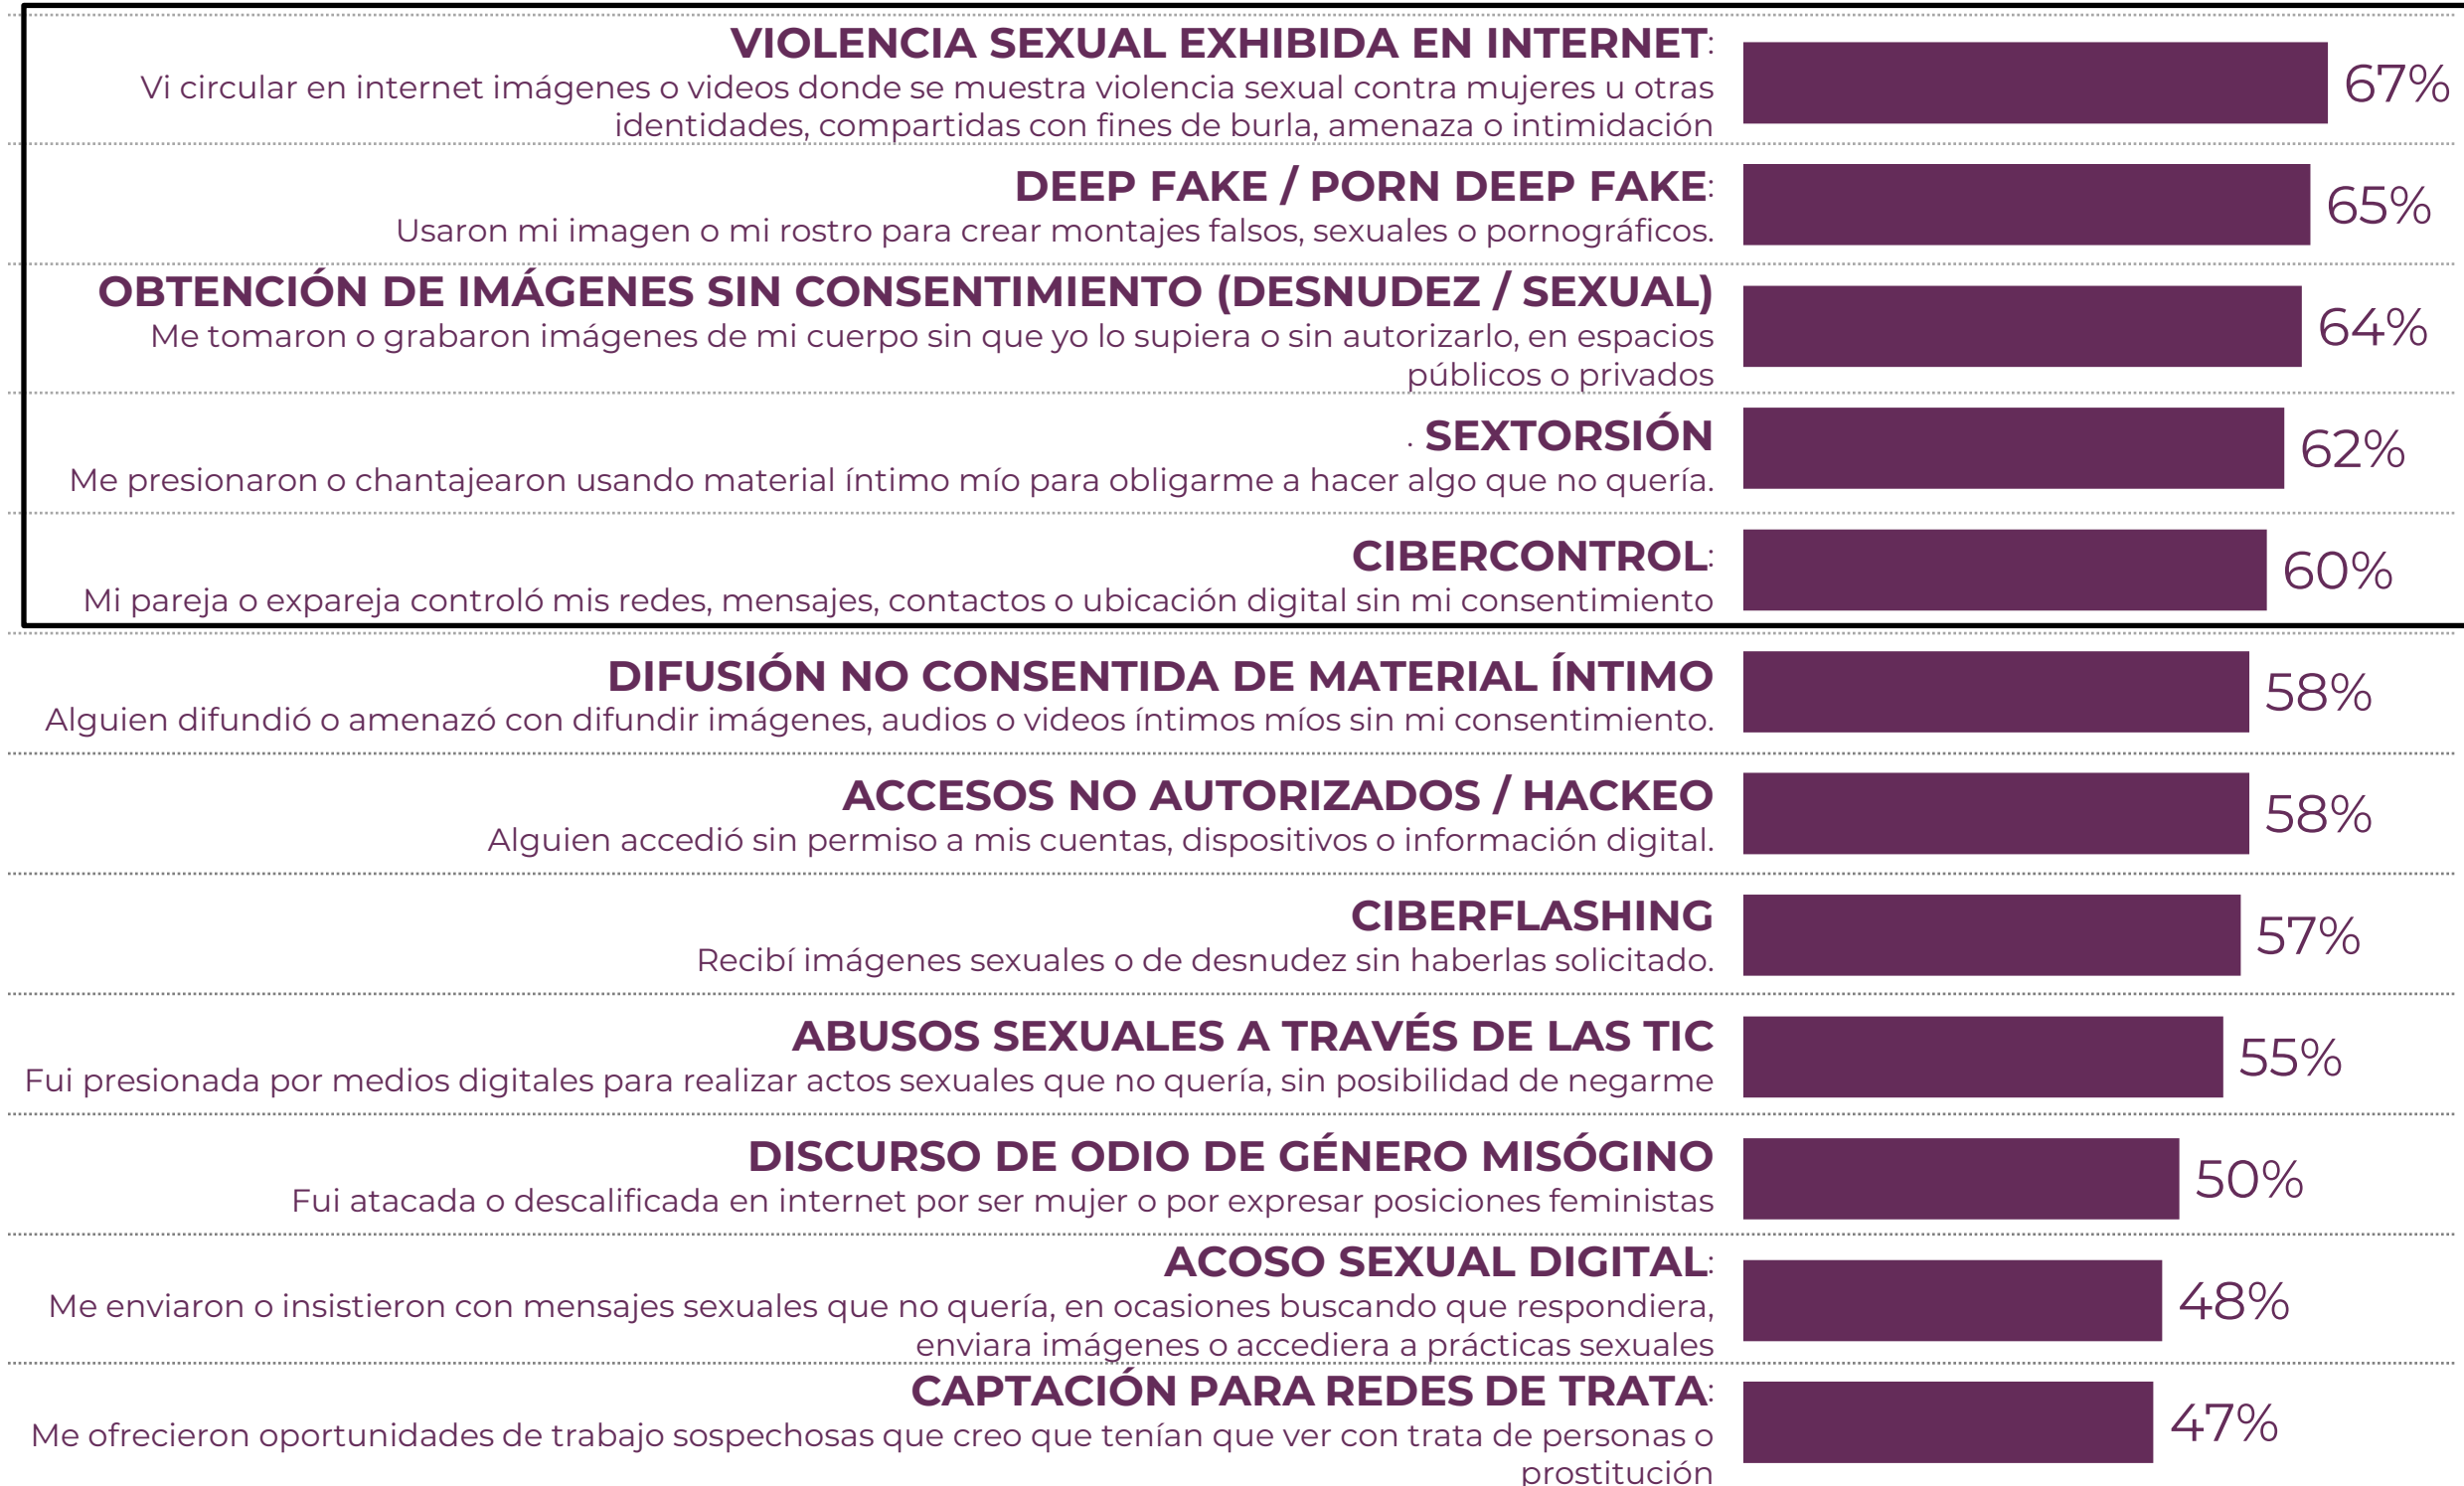 VIOLENCIA SEXUAL EXHIBIDA EN INTERNET:
Vi circular en internet imágenes o videos donde se muestra violencia sexual contra mujeres u otras
identidades, compartidas con fines de burla, amenaza o intimidación
67%
DEEP FAKE / PORN DEEP FAKE:
Usaron mi imagen o mi rostro para crear montajes falsos, sexuales o pornográficos.
65%
OBTENCIÓN DE IMÁGENES SIN CONSENTIMIENTO (DESNUDEZ / SEXUAL)
Me tomaron o grabaron imágenes de mi cuerpo sin que yo lo supiera o sin autorizarlo, en espacios
públicos o privados
64%
. SEXTORSIÓN
Me presionaron o chantajearon usando material íntimo mío para obligarme a hacer algo que no quería.
62%
CIBERCONTROL:
Mi pareja o expareja controló mis redes, mensajes, contactos o ubicación digital sin mi consentimiento
60%
DIFUSIÓN NO CONSENTIDA DE MATERIAL ÍNTIMO
Alguien difundió o amenazó con difundir imágenes, audios o videos íntimos míos sin mi consentimiento.
58%
ACCESOS NO AUTORIZADOS / HACKEO
Alguien accedió sin permiso a mis cuentas, dispositivos o información digital.
58%
CIBERFLASHING
Recibí imágenes sexuales o de desnudez sin haberlas solicitado.
57%
ABUSOS SEXUALES A TRAVÉS DE LAS TIC
Fui presionada por medios digitales para realizar actos sexuales que no quería, sin posibilidad de negarme
55%
DISCURSO DE ODIO DE GÉNERO MISÓGINO
Fui atacada o descalificada en internet por ser mujer o por expresar posiciones feministas
50%
ACOSO SEXUAL DIGITAL:
Me enviaron o insistieron con mensajes sexuales que no quería, en ocasiones buscando que respondiera,
enviara imágenes o accediera a prácticas sexuales
48%
CAPTACIÓN PARA REDES DE TRATA:
Me ofrecieron oportunidades de trabajo sospechosas que creo que tenían que ver con trata de personas o
prostitución
47%